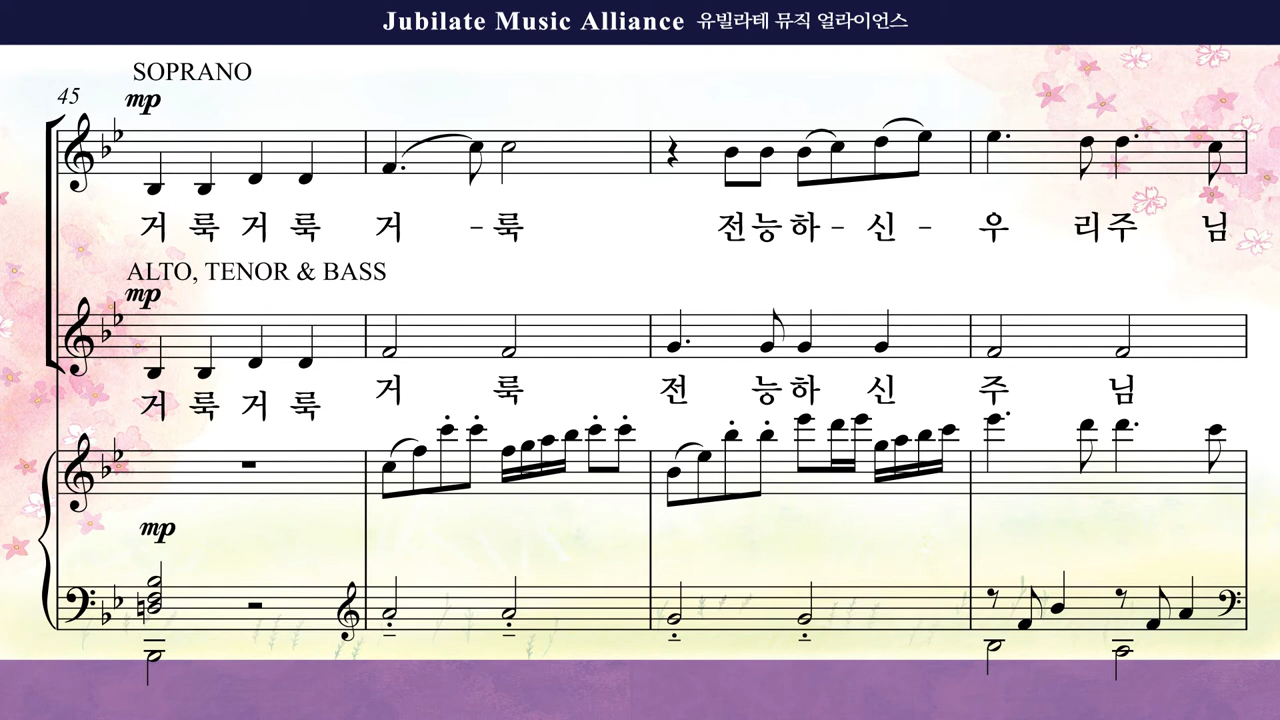 Jubilate Music Alliance 유빌라테 뮤직 얼라이언스
SOPRANO
45
mp
거 룩 거 룩 거 - 룩 전 능 하 - 신 - 우 리 주 님
ALTO, TENOR & BASS
mp
거 룩 거 룩 거 룩 전 능 하 신 주 님
mp